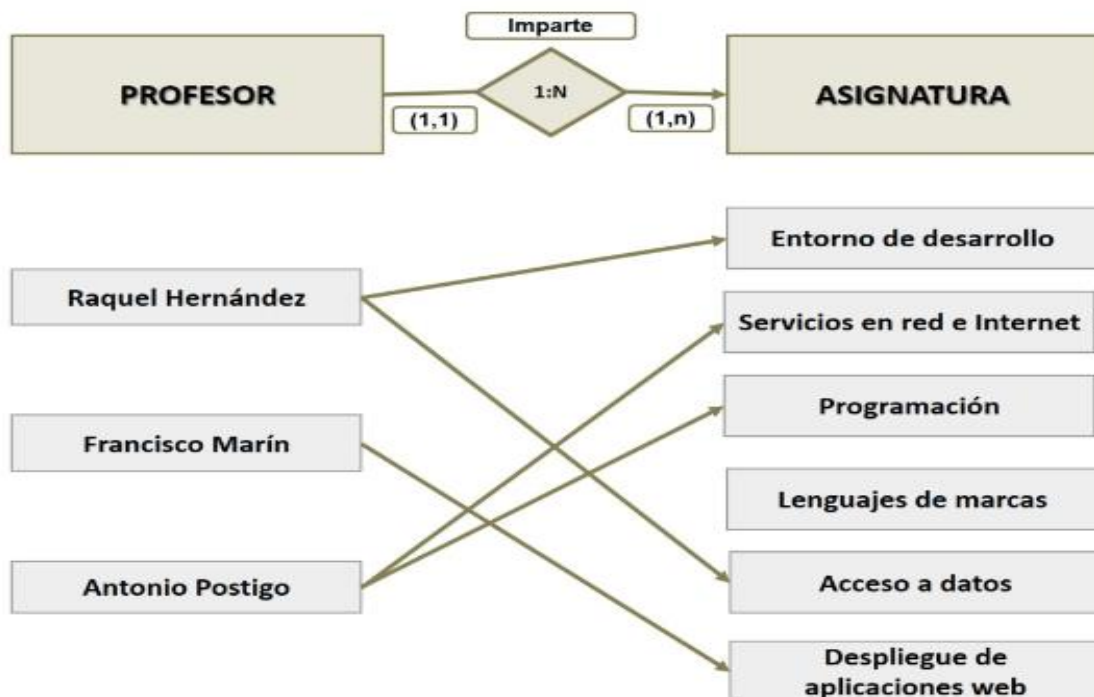 Imparte
PROFESOR
1:N
ASIGNATURA
(1,1)
(1,n)
Entorno de desarrollo
Raquel Hernández
Servicios en red e Internet
Programación
Francisco Marín
Lenguajes de marcas
Antonio Postigo
Acceso a datos
Despliegue de
aplicaciones web